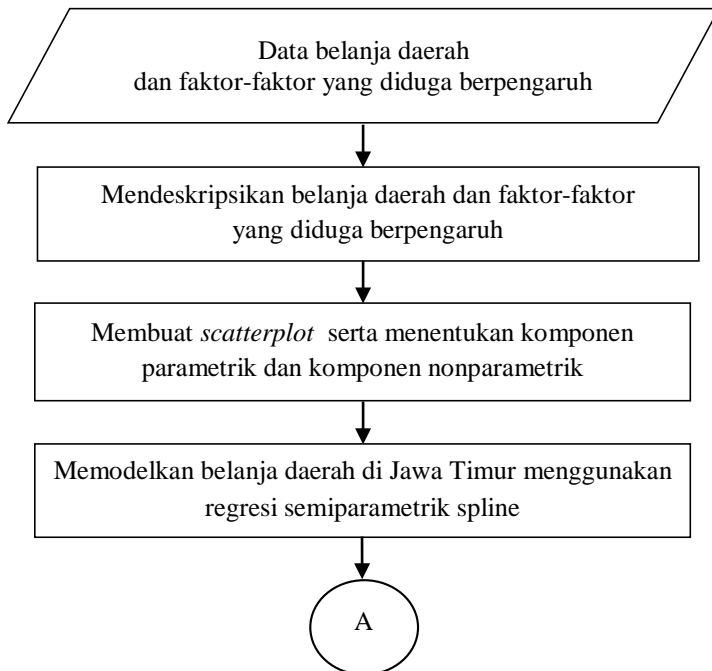 Data belanja daerah
dan faktor-faktor yang diduga berpengaruh
Mendeskripsikan belanja daerah dan faktor-faktor
yang diduga berpengaruh
Membuat scatterplot serta menentukan komponen
parametrik dan komponen nonparametrik
Memodelkan belanja daerah di Jawa Timur menggunakan
regresi semiparametrik spline
A